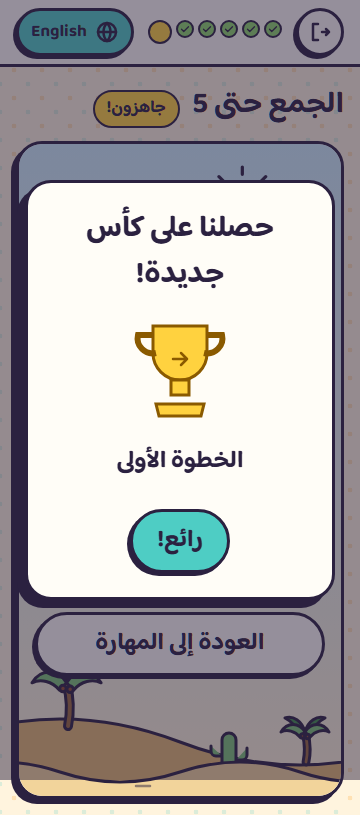 English
الجمع حتى 5
جاهزون!
حصلنا على كأس
جديدة!
الخطوة الأولى
رائع!
العودة إلى المهارة